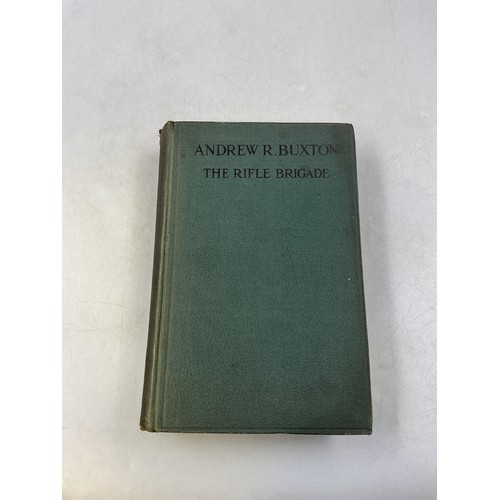 ANDREW R. BUXTON
THE RIFLE BRIGADE